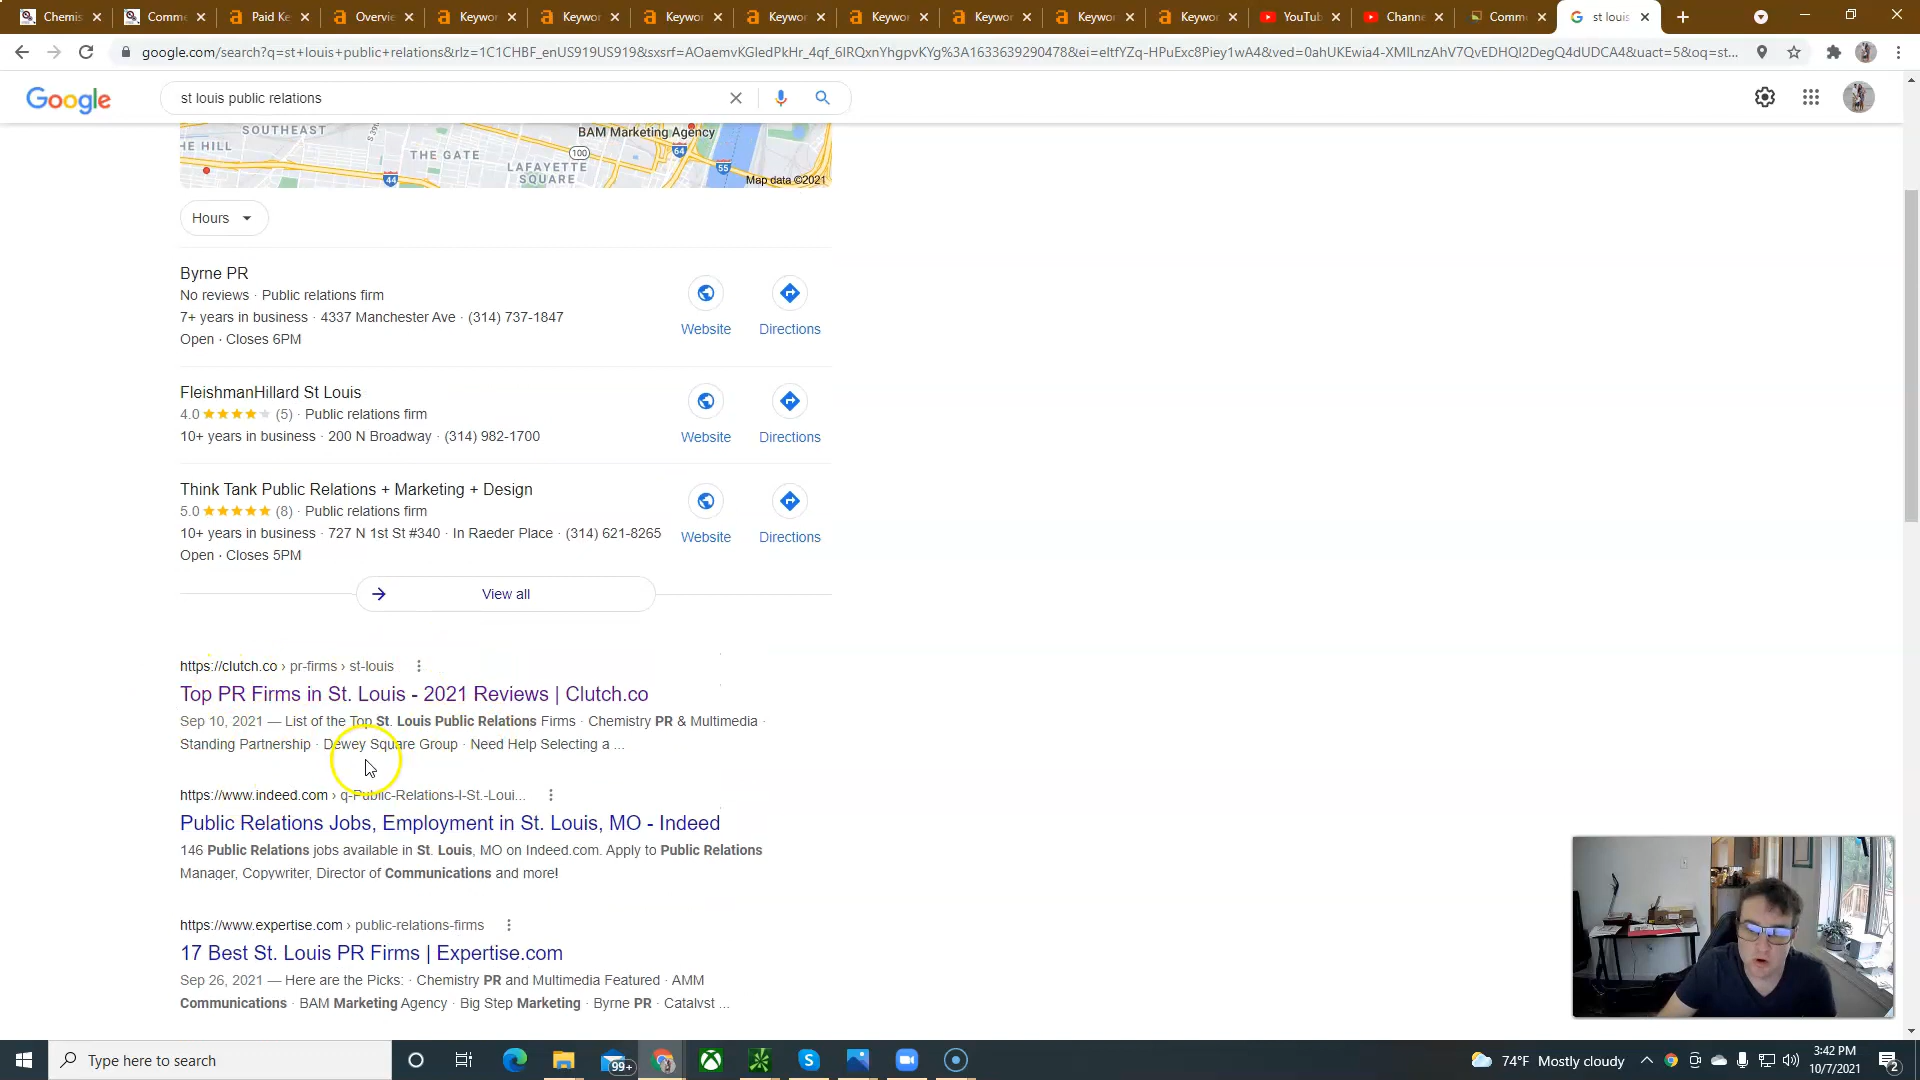 Chemis
Comme
Paid Ke
Overvie
Keywor
Keywor
Keywor
Keywor
Keywor
Keywor
Keywor
Keywor
YouTub
Channe
Comme
st louis
google.com/search?q=st+louis+public+relations&rlz=1C1CHBF_enUS919US919&sxsrf=AOaemvKGledPkHr_4qf_6IRQxnYhgpvKYg%3A1633639290478&ei=eltfYZq-HPuExc8Piey1wA4&ved=0ahUKEwia4-XMlLnzAhV7QvEDHQl2DegQ4dUDCA4&uact=5&oq=st...
Google
st louis public relations
SOUTHEAST
BAM Marketing Agency
HE HILL
THE GATE
100
64
LAFAYETTE
SQUARE
55
44
Map data ©2021
Hours
Byrne PR
No reviews · Public relations firm
7+ years in business · 4337 Manchester Ave · (314) 737-1847
Open · Closes 6PM
Website
Directions
FleishmanHillard St Louis
4.0 (5) · Public relations firm
10+ years in business · 200 N Broadway · (314) 982-1700
Website
Directions
Think Tank Public Relations + Marketing + Design
5.0 (8) · Public relations firm
10+ years in business · 727 N 1st St #340 · In Raeder Place · (314) 621-8265
Open · Closes 5PM
Website
Directions
View all
https://clutch.co › pr-firms › st-louis
Top PR Firms in St. Louis - 2021 Reviews | Clutch.co
Sep 10, 2021 — List of the Top St. Louis Public Relations Firms · Chemistry PR & Multimedia ·
Standing Partnership · Dewey Square Group · Need Help Selecting a ...
https://www.indeed.com › q-Public-Relations-l-St.-Loui...
Public Relations Jobs, Employment in St. Louis, MO - Indeed
146 Public Relations jobs available in St. Louis, MO on Indeed.com. Apply to Public Relations
Manager, Copywriter, Director of Communications and more!
https://www.expertise.com › public-relations-firms
17 Best St. Louis PR Firms | Expertise.com
Sep 26, 2021 — Here are the Picks: · Chemistry PR and Multimedia Featured · AMM
Communications · BAM Marketing Agency · Big Step Marketing · Byrne PR · Catalyst ...
Type here to search
99+
74°F Mostly cloudy
3:42 PM
10/7/2021
2